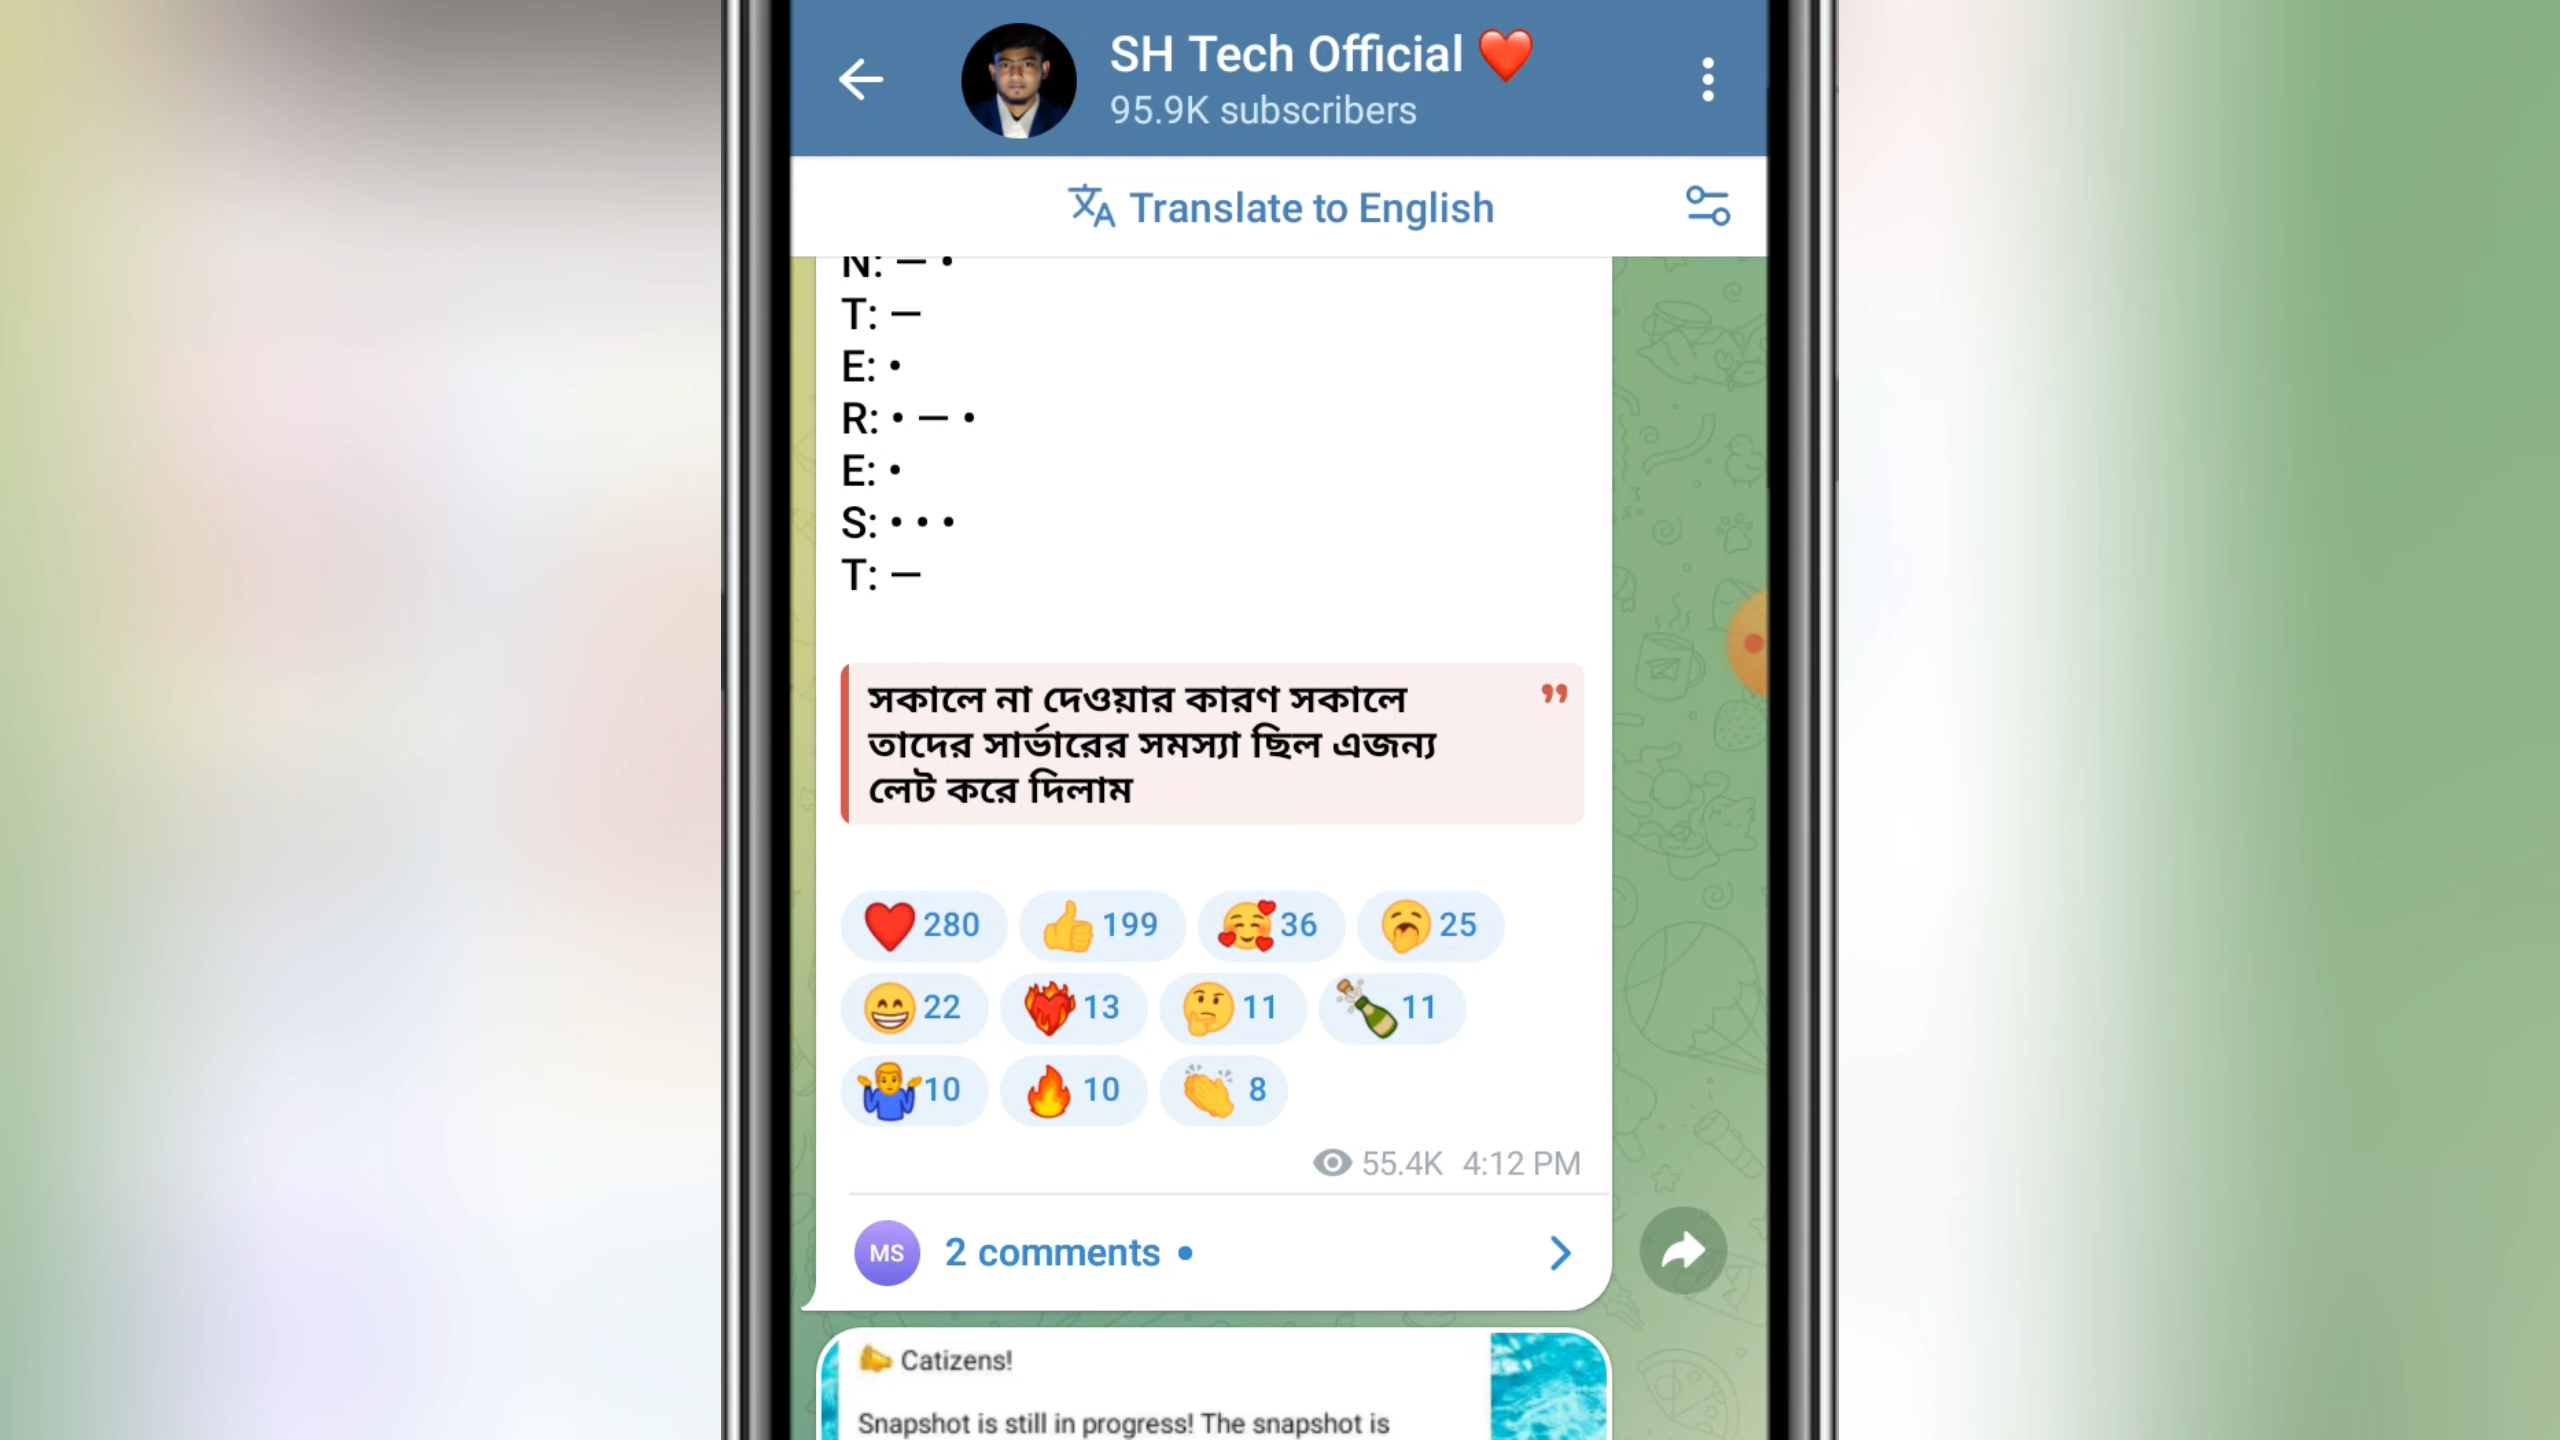 SH Tech Official ❤️
95.9K subscribers
Translate to English
N: — •
T: —
E: •
R: • — •
E: •
S: • • •
T: —
সকালে না দেওয়ার কারণ সকালে
তাদের সার্ভারের সমস্যা ছিল এজন্য
লেট করে দিলাম
❤️ 280 👍 199 🥰 36 🥱 25
😁 22 ❤️‍🔥 13 🤔 11 🍾 11
🤷‍♂️ 10 🔥 10 👏 8
55.4K 4:12 PM
MS 2 comments •
📣 Catizens!
Snapshot is still in progress! The snapshot is